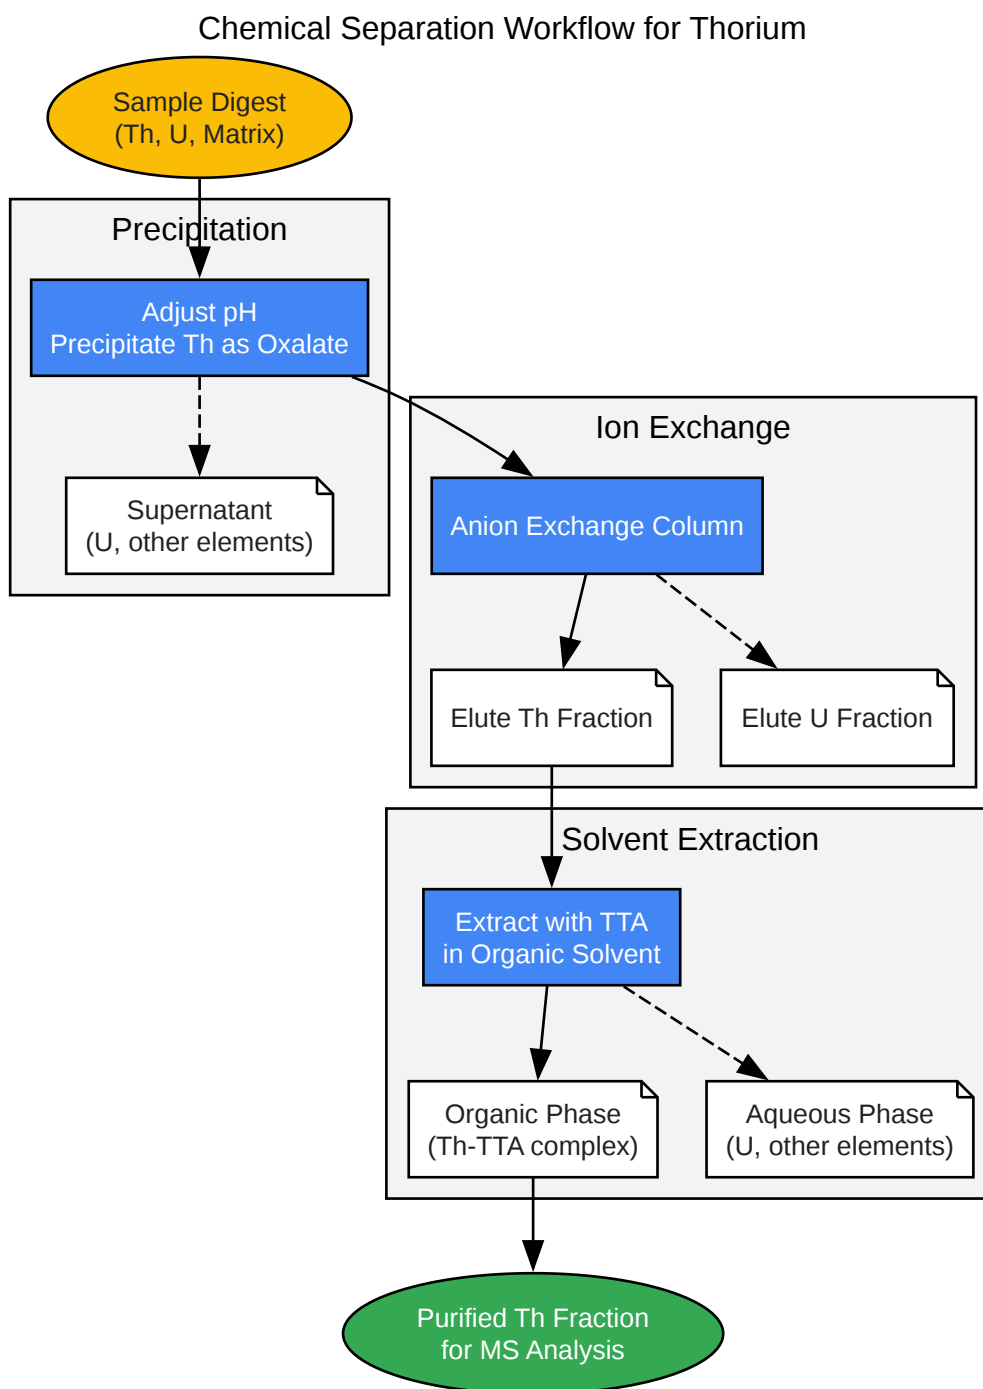 Chemical Separation Workflow for Thorium
Sample Digest
(Th, U, Matrix)
Precipitation
Adjust pH
Precipitate Th as Oxalate
Supernatant
(U, other elements)
Ion Exchange
Anion Exchange Column
Elute Th Fraction
Elute U Fraction
Solvent Extraction
Extract with TTA
in Organic Solvent
Organic Phase
(Th-TTA complex)
Aqueous Phase
(U, other elements)
Purified Th Fraction
for MS Analysis